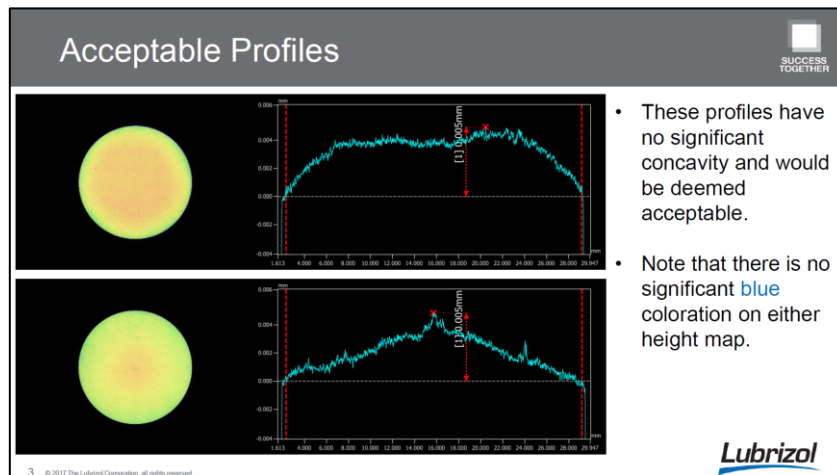 Acceptable Profiles
SUCCESS
TOGETHER
mm
0.006
0.004
0.002
0.000
-0.002
-0.004
[1] 0.005mm
mm
1.613 4.000 6.000 8.000 10.000 12.000 14.000 16.000 18.000 20.000 22.000 24.000 26.000 28.000 29.947
• These profiles have
no significant
concavity and would
be deemed
acceptable.
• Note that there is no
significant blue
coloration on either
height map.
mm
0.006
0.004
0.002
0.000
-0.002
-0.004
[1] 0.005mm
mm
1.613 4.000 6.000 8.000 10.000 12.000 14.000 16.000 18.000 20.000 22.000 24.000 26.000 28.000 29.947
3 © 2017 The Lubrizol Corporation, all rights reserved
Lubrizol